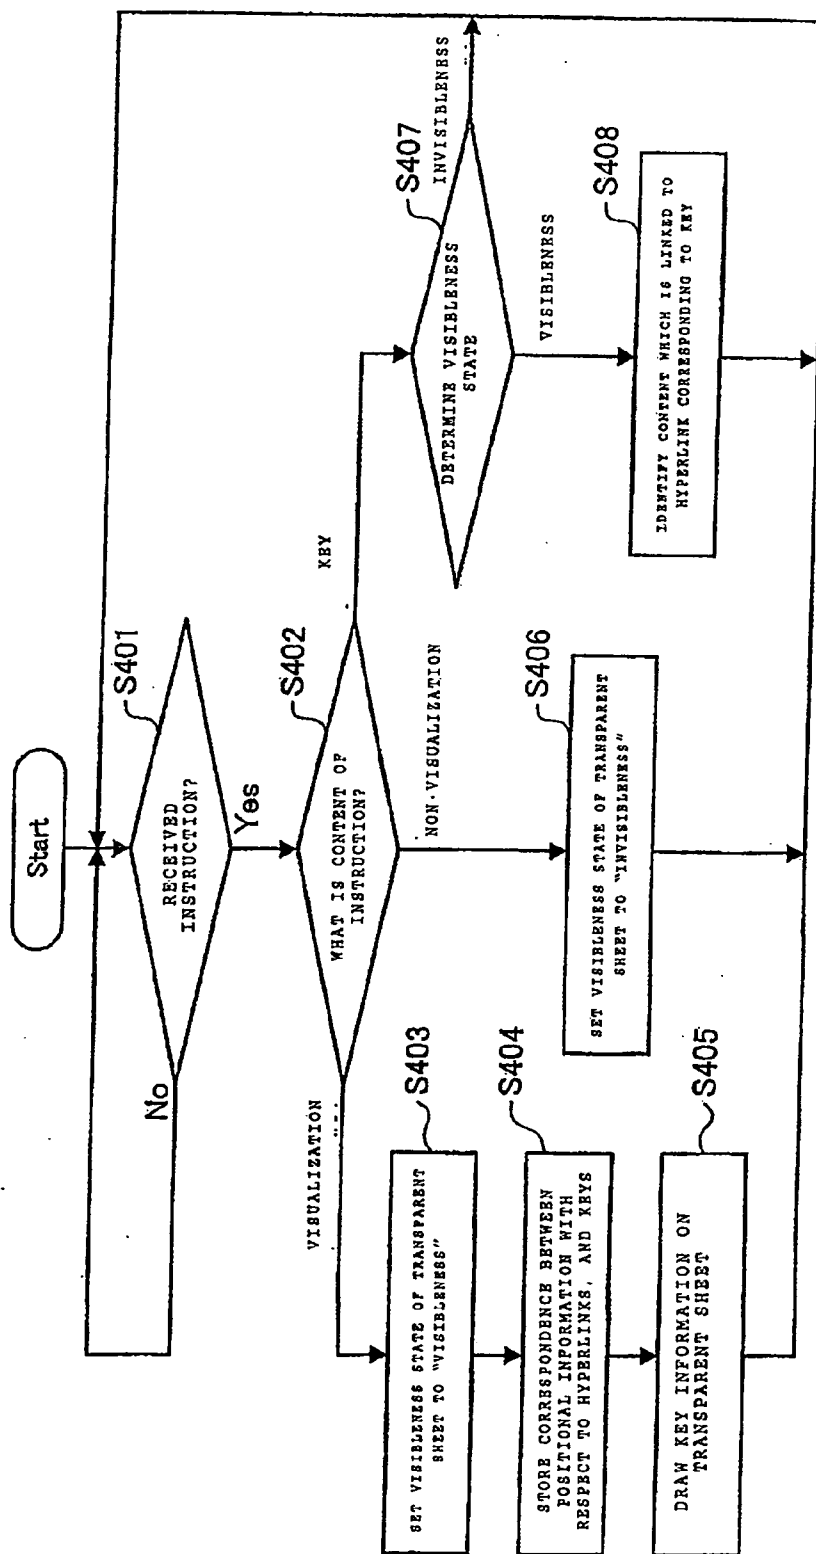 Start
S401
RECEIVED
INSTRUCTION?
No
Yes
S402
WHAT IS CONTENT OF
INSTRUCTION?
VISUALIZATION
NON-VISUALIZATION
KEY
S403
SET VISIBLENESS STATE OF TRANSPARENT
SHEET TO "VISIBLENESS"
S404
STORE CORRESPONDENCE BETWEEN
POSITIONAL INFORMATION WITH
RESPECT TO HYPERLINKS, AND KEYS
S405
DRAW KEY INFORMATION ON
TRANSPARENT SHEET
S406
SET VISIBLENESS STATE OF TRANSPARENT
SHEET TO "INVISIBLENESS"
S407
DETERMINE VISIBLENESS
STATE
INVISIBLENESS
VISIBLENESS
S408
IDENTIFY CONTENT WHICH IS LINKED TO
HYPERLINK CORRESPONDING TO KEY